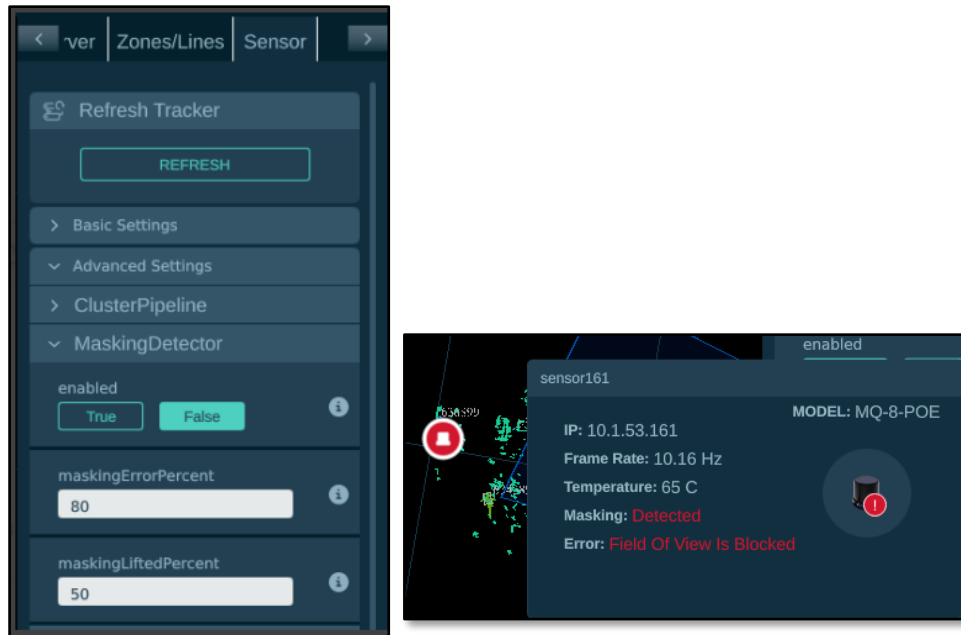 ver Zones/Lines Sensor
Refresh Tracker
REFRESH
Basic Settings
Advanced Settings
ClusterPipeline
MaskingDetector
enabled
True False
maskingErrorPercent
80
maskingLiftedPercent
50
enabled
sensor161
MODEL: MQ-8-POE
IP: 10.1.53.161
Frame Rate: 10.16 Hz
Temperature: 65 C
Masking: Detected
Error: Field Of View Is Blocked